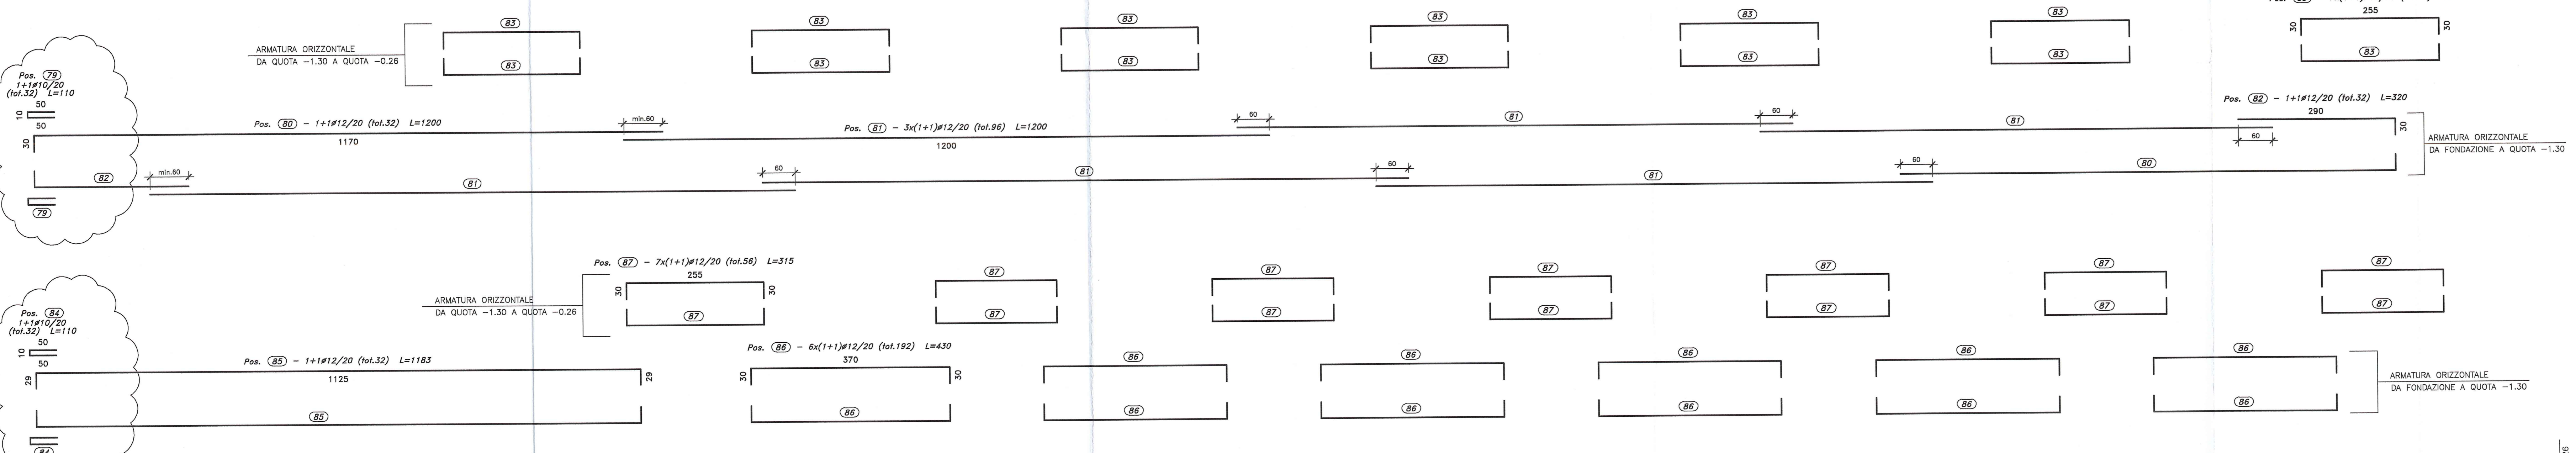 83 83 83 83 83 83
255
30 30
ARMATURA ORIZZONTALE
DA QUOTA -1.30 A QUOTA -0.26
83 83 83 83 83 83 83
Pos. 79
1+1ø10/20
(tot.32) L=110
50
10
50
Pos. 80 - 1+1ø12/20 (tot.32) L=1200
min.60
Pos. 81 - 3x(1+1)ø12/20 (tot.96) L=1200
60
81
60
81
Pos. 82 - 1+1ø12/20 (tot.32) L=320
290
30
1170
1200
60
30
ARMATURA ORIZZONTALE
DA FONDAZIONE A QUOTA -1.30
82
min.60
81
60
81
60
81
60
80
79
Pos. 87 - 7x(1+1)ø12/20 (tot.56) L=315
255
30 30
87 87 87 87 87 87
ARMATURA ORIZZONTALE
DA QUOTA -1.30 A QUOTA -0.26
87 87 87 87 87 87 87
Pos. 84
1+1ø10/20
(tot.32) L=110
50
10
50
Pos. 85 - 1+1ø12/20 (tot.32) L=1183
1125
29 29
Pos. 86 - 6x(1+1)ø12/20 (tot.192) L=430
370
30 30
86 86 86 86 86
ARMATURA ORIZZONTALE
DA FONDAZIONE A QUOTA -1.30
85
86 86 86 86 86 86
84